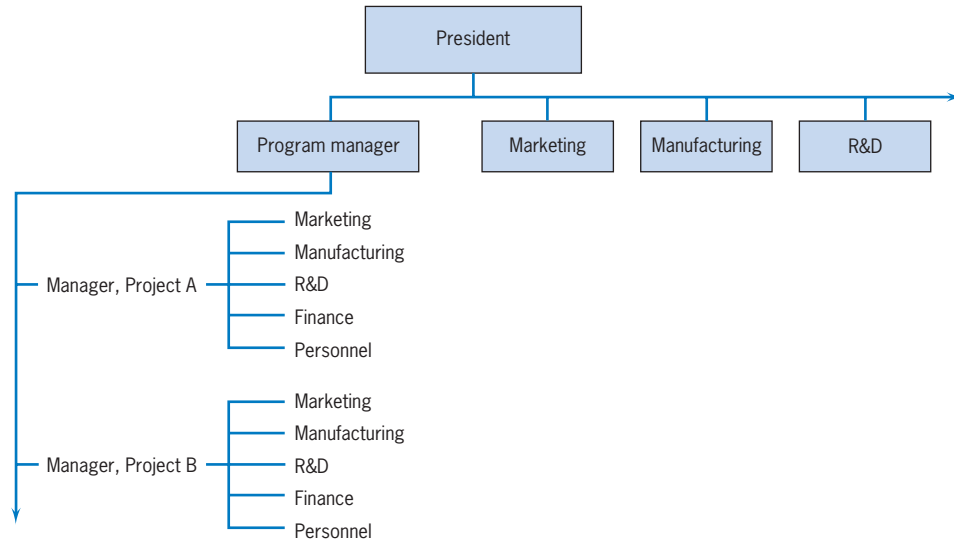 President
Program manager
Marketing
Manufacturing
R&D
Manager, Project A
Marketing
Manufacturing
R&D
Finance
Personnel
Manager, Project B
Marketing
Manufacturing
R&D
Finance
Personnel